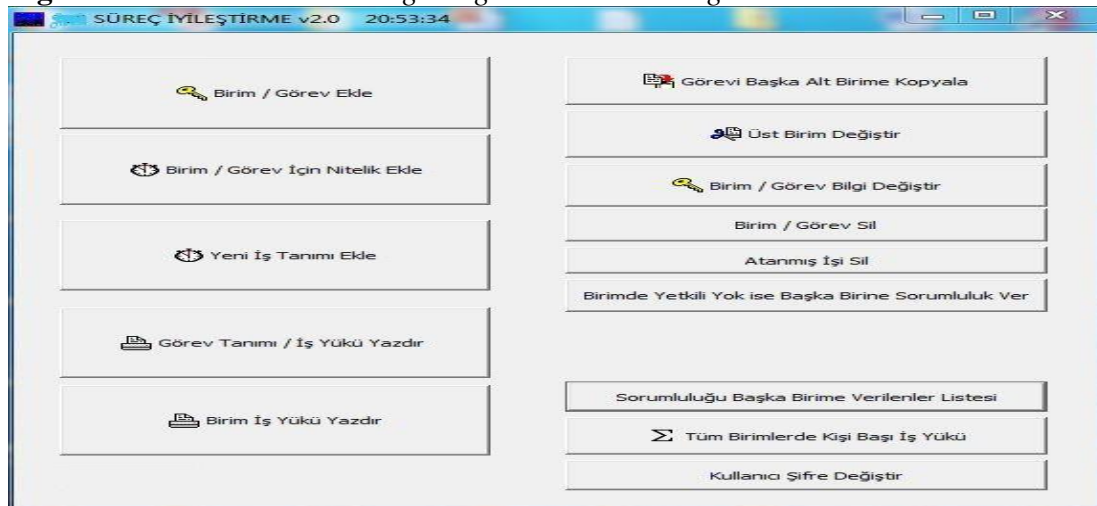 SÜREÇ İYİLEŞTİRME v2.0 20:53:34
Birim / Görev Ekle
Birim / Görev İçin Nitelik Ekle
Yeni İş Tanımı Ekle
Görev Tanımı / İş Yükü Yazdır
Birim İş Yükü Yazdır
Görevi Başka Alt Birime Kopyala
Üst Birim Değiştir
Birim / Görev Bilgi Değiştir
Birim / Görev Sil
Atanmış İşi Sil
Birimde Yetkili Yok ise Başka Birine Sorumluluk Ver
Sorumluluğu Başka Birime Verilenler Listesi
Σ Tüm Birimlerde Kişi Başı İş Yükü
Kullanıcı Şifre Değiştir